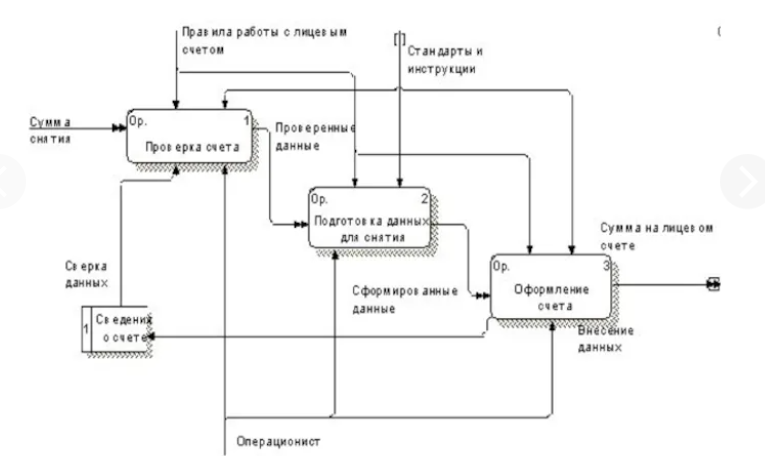 Правила работы с лицевым
счетом
[ ]
Стандарты и
инструкции
Сумма
снятия
Ор.
1
Проверка счета
Проверенные
данные
Ор.
2
Подготовка данных
для снятия
Сумма на лицевом
счете
Ор.
3
Оформление
счета
Сверка
данных
Сформированные
данные
1
Сведения
о счете
Внесение
данных
Операционист